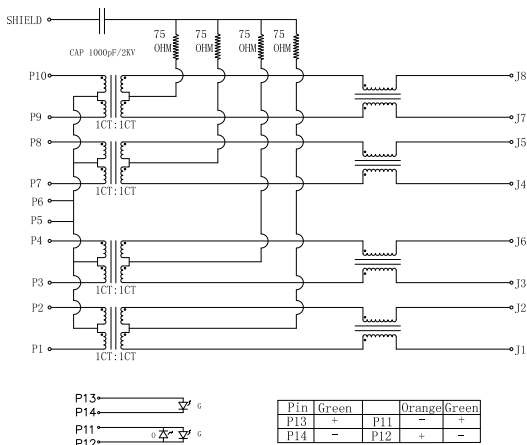 SHIELD
CAP 1000pF/2KV
75 OHM
75 OHM
75 OHM
75 OHM
P10
J8
P9
J7
1CT:1CT
P8
J5
P7
J4
1CT:1CT
P6
P5
P4
J6
P3
J3
1CT:1CT
P2
J2
P1
J1
1CT:1CT
P13
G
P14
P11
O
G
P12
Pin Green Orange Green
P13 + P11 − +
P14 − P12 + −